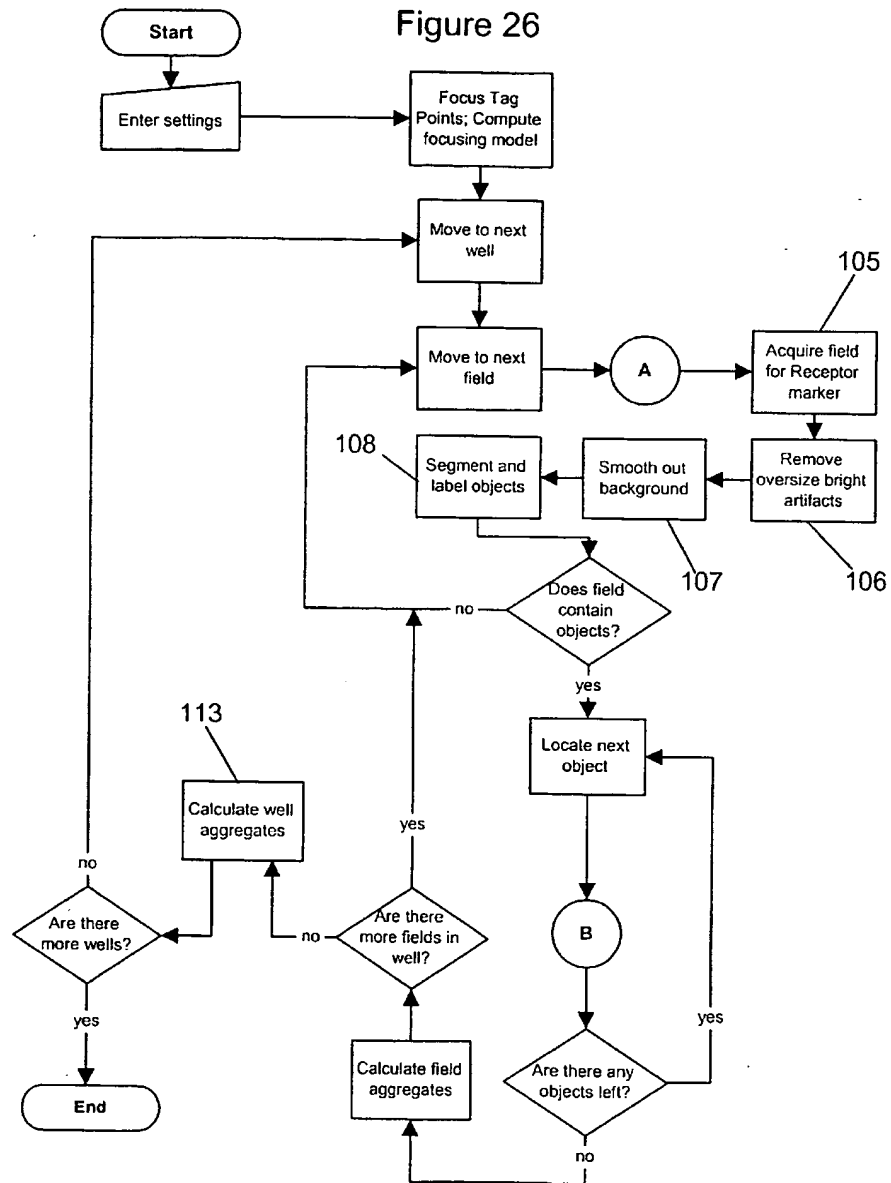 Figure 26
Start
Enter settings
Focus Tag
Points; Compute
focusing model
Move to next
well
Move to next
field
A
105
Acquire field
for Receptor
marker
Remove
oversize bright
artifacts
106
Smooth out
background
107
108
Segment and
label objects
Does field
contain
objects?
no
yes
Locate next
object
B
Are there any
objects left?
yes
no
Calculate field
aggregates
Are there
more fields in
well?
yes
no
113
Calculate well
aggregates
Are there
more wells?
no
yes
End